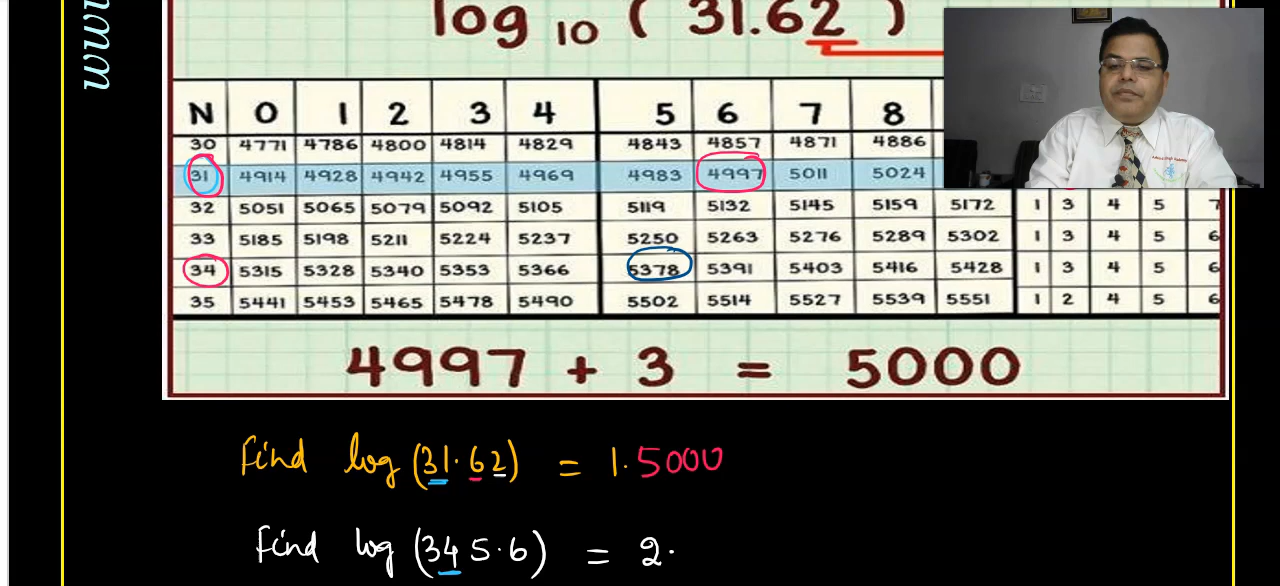 www
log 10 ( 31.62 )
N 0 1 2 3 4 5 6 7 8
30 4771 4786 4800 4814 4829 4843 4857 4871 4886
31 4914 4928 4942 4955 4969 4983 4997 5011 5024
32 5051 5065 5079 5092 5105 5119 5132 5145 5159 5172 1 3 4 5 7
33 5185 5198 5211 5224 5237 5250 5263 5276 5289 5302 1 3 4 5 6
34 5315 5328 5340 5353 5366 5378 5391 5403 5416 5428 1 3 4 5 6
35 5441 5453 5465 5478 5490 5502 5514 5527 5539 5551 1 2 4 5 6
4997 + 3 = 5000
Find log (31.62) = 1.5000
Find log (345.6) = 2.